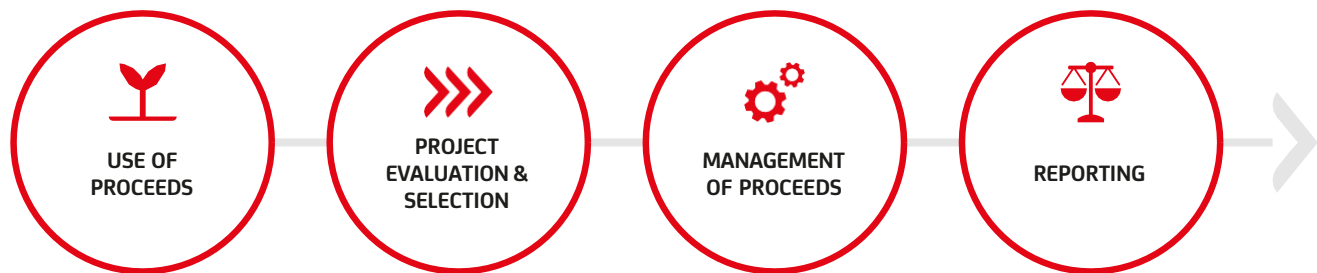 USE OF
PROCEEDS
PROJECT
EVALUATION &
SELECTION
MANAGEMENT
OF PROCEEDS
REPORTING